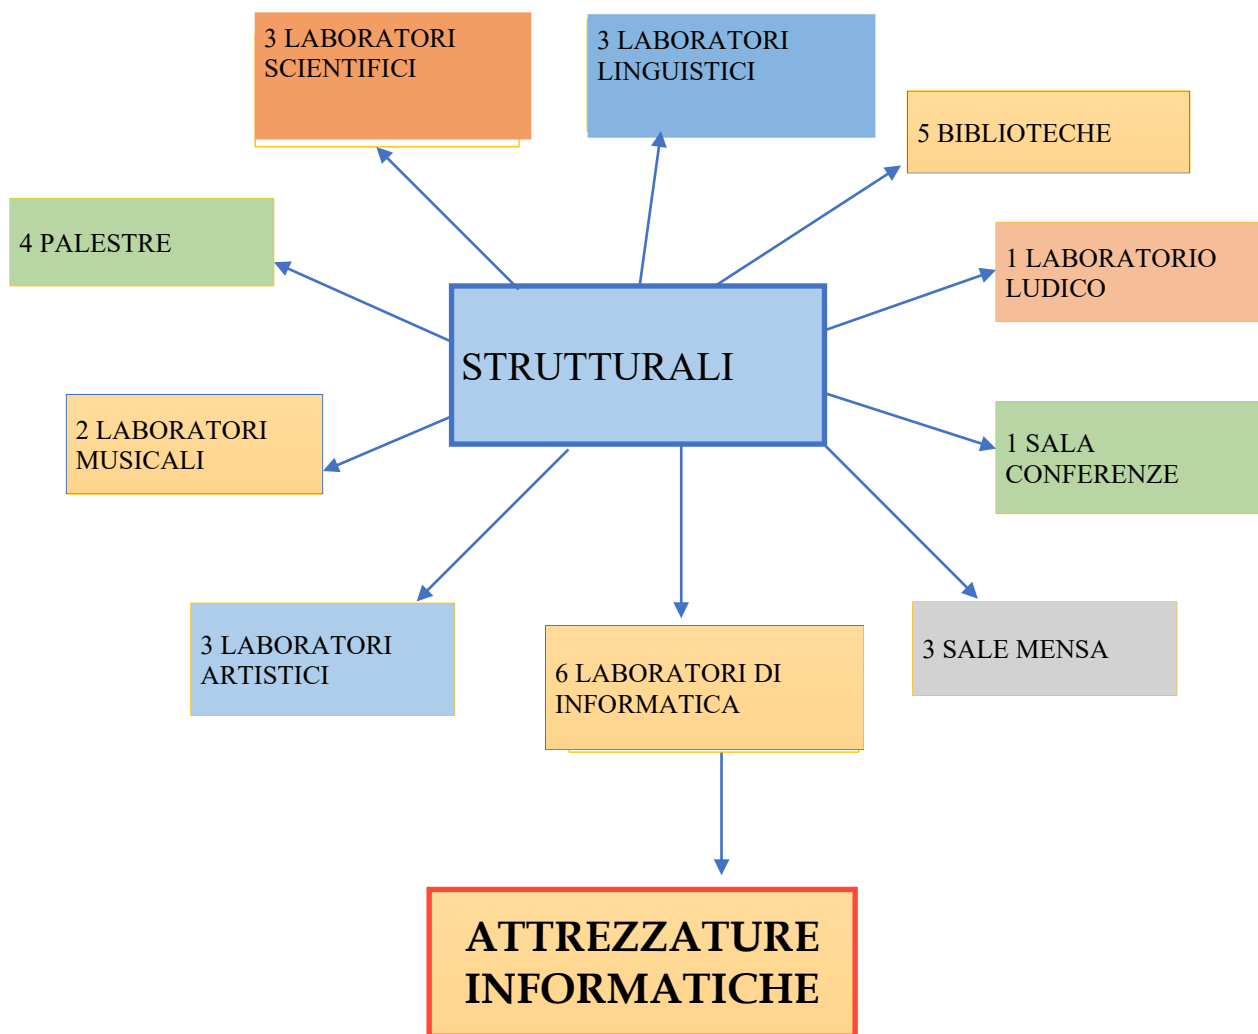 3 LABORATORI
SCIENTIFICI
3 LABORATORI
LINGUISTICI
5 BIBLIOTECHE
4 PALESTRE
1 LABORATORIO
LUDICO
STRUTTURALI
2 LABORATORI
MUSICALI
1 SALA
CONFERENZE
3 LABORATORI
ARTISTICI
6 LABORATORI DI
INFORMATICA
3 SALE MENSA
ATTREZZATURE
INFORMATICHE